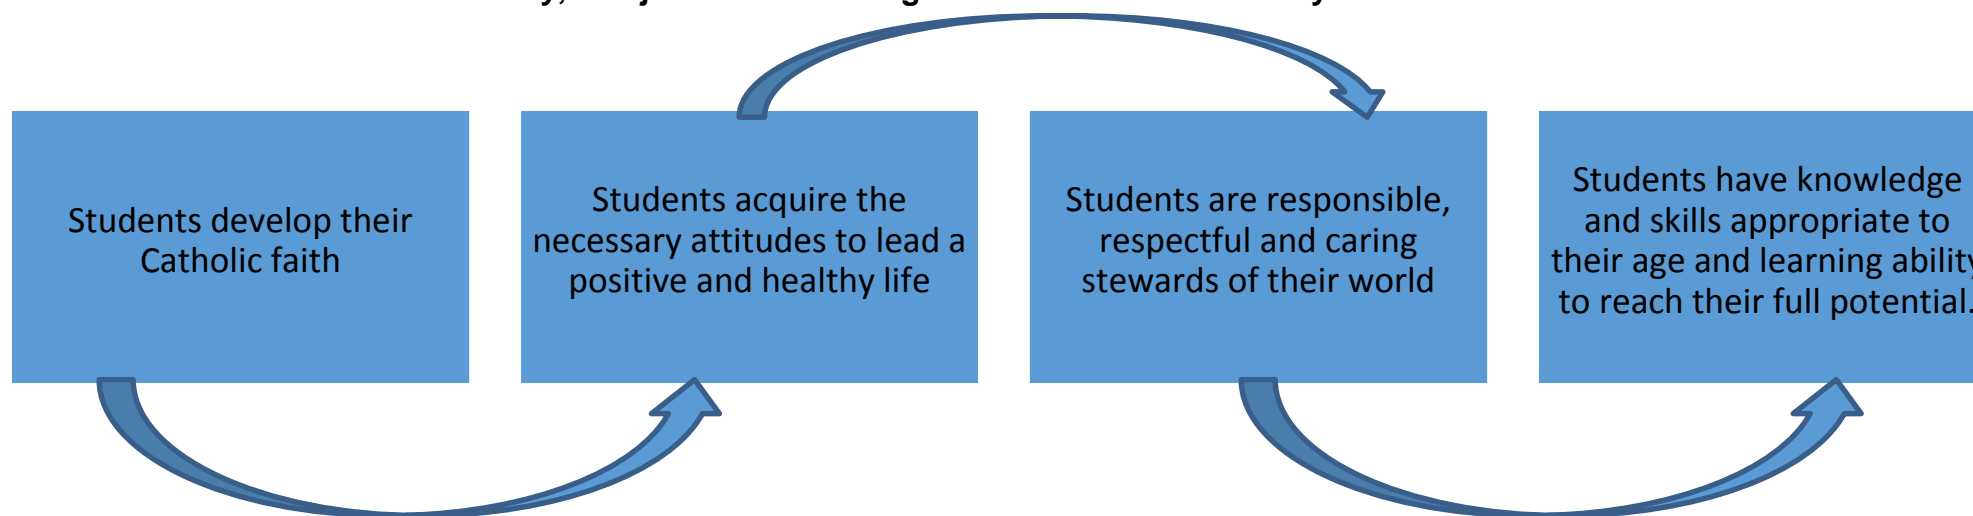 Students develop their
Catholic faith
Students acquire the
necessary attitudes to lead a
positive and healthy life
Students are responsible,
respectful and caring
stewards of their world
Students have knowledge
and skills appropriate to
their age and learning ability
to reach their full potential.